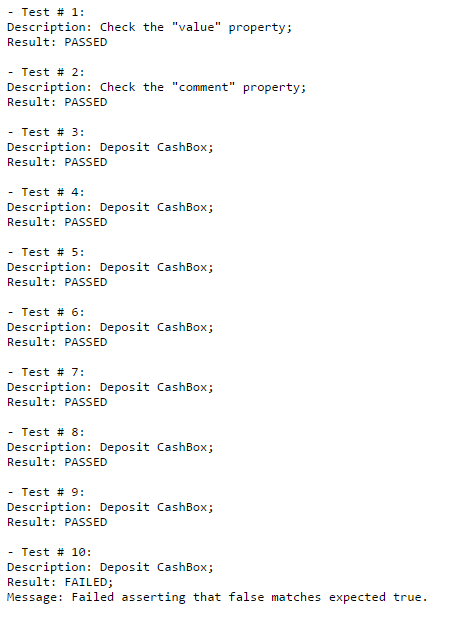 - Test # 1:
Description: Check the "value" property;
Result: PASSED
- Test # 2:
Description: Check the "comment" property;
Result: PASSED
- Test # 3:
Description: Deposit CashBox;
Result: PASSED
- Test # 4:
Description: Deposit CashBox;
Result: PASSED
- Test # 5:
Description: Deposit CashBox;
Result: PASSED
- Test # 6:
Description: Deposit CashBox;
Result: PASSED
- Test # 7:
Description: Deposit CashBox;
Result: PASSED
- Test # 8:
Description: Deposit CashBox;
Result: PASSED
- Test # 9:
Description: Deposit CashBox;
Result: PASSED
- Test # 10:
Description: Deposit CashBox;
Result: FAILED;
Message: Failed asserting that false matches expected true.